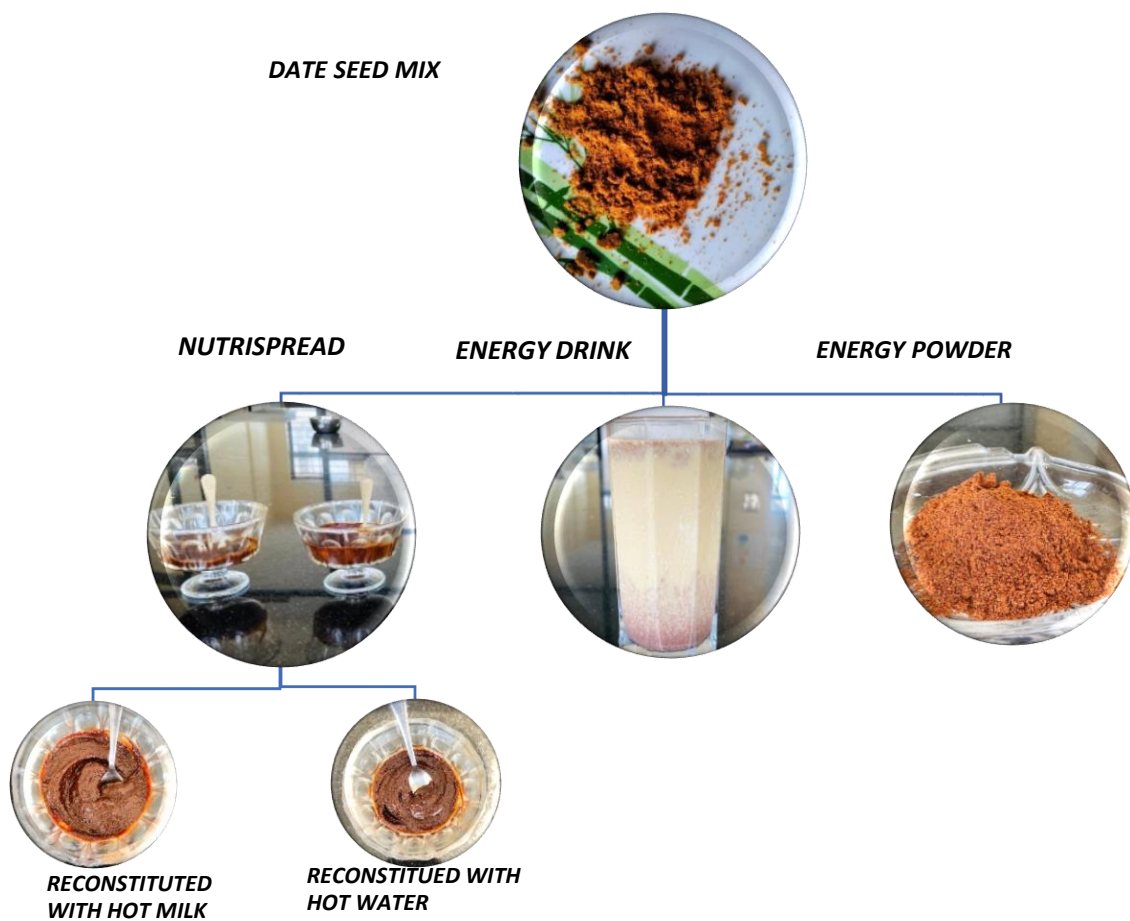 DATE SEED MIX
NUTRISPREAD
ENERGY DRINK
ENERGY POWDER
RECONSTITUTED
WITH HOT MILK
RECONSTITUED WITH
HOT WATER